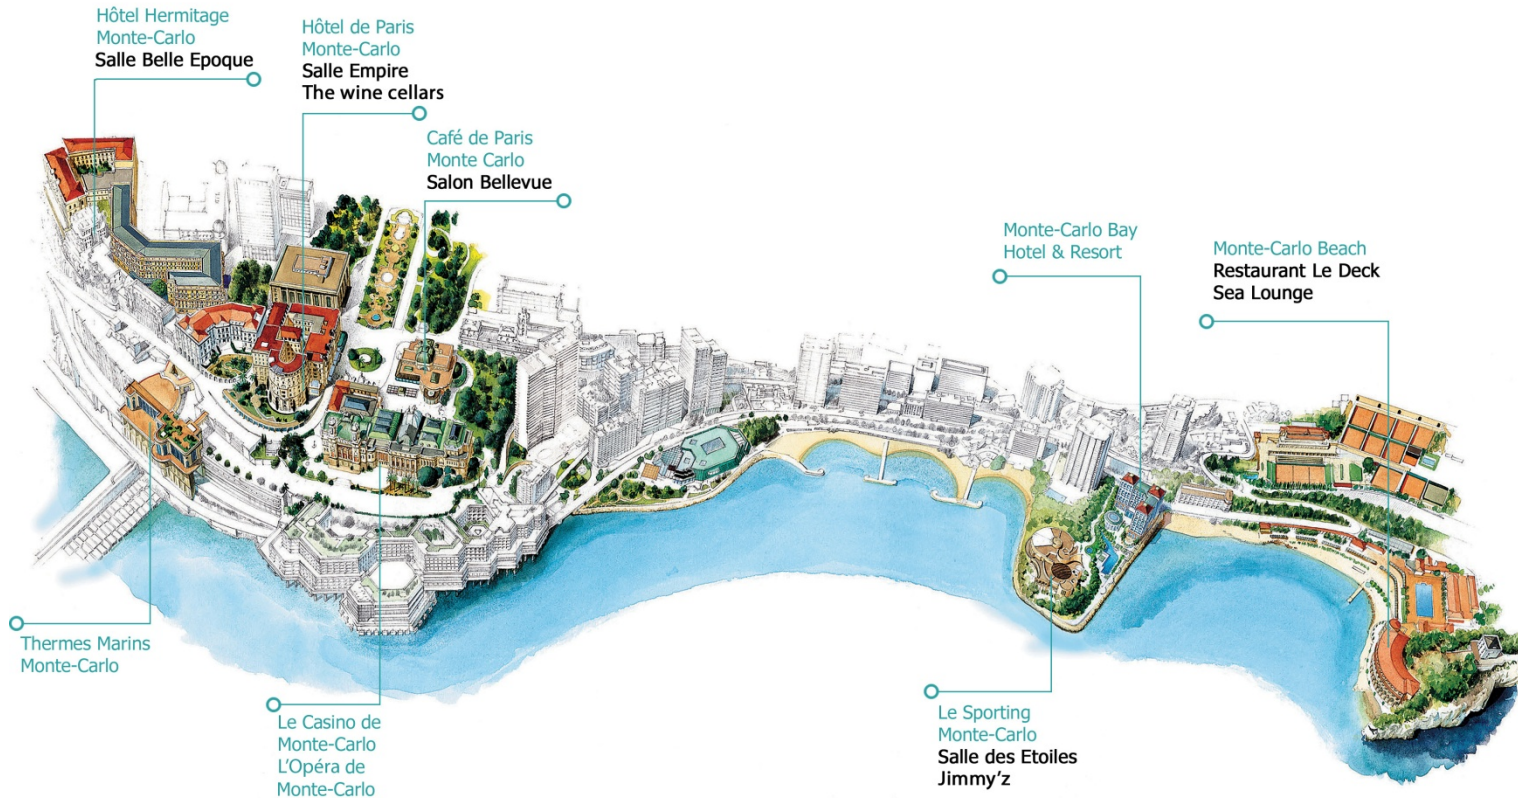 Hôtel Hermitage
Monte-Carlo
Salle Belle Epoque
Hôtel de Paris
Monte-Carlo
Salle Empire
The wine cellars
Café de Paris
Monte Carlo
Salon Bellevue
Monte-Carlo Bay
Hotel & Resort
Monte-Carlo Beach
Restaurant Le Deck
Sea Lounge
Thermes Marins
Monte-Carlo
Le Casino de
Monte-Carlo
L'Opéra de
Monte-Carlo
Le Sporting
Monte-Carlo
Salle des Etoiles
Jimmy'z